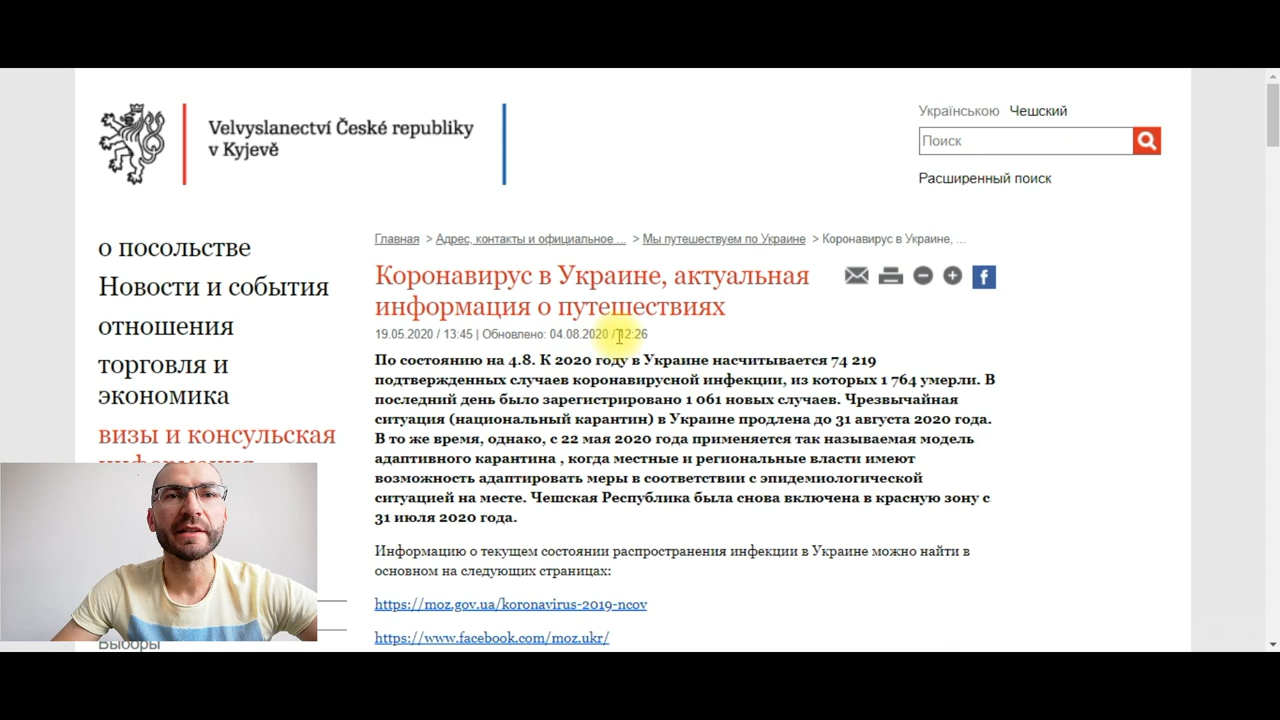 Velvyslanectví České republiky
v Kyjevě
Українською Чешский
Поиск
Расширенный поиск
о посольстве
Новости и события
отношения
торговля и
экономика
визы и консульская
информация
Выборы
Главная > Адрес, контакты и официальное ... > Мы путешествуем по Украине > Коронавирус в Украине, ...
Коронавирус в Украине, актуальная
информация о путешествиях
19.05.2020 / 13:45 | Обновлено: 04.08.2020 / 12:26
По состоянию на 4.8. К 2020 году в Украине насчитывается 74 219
подтвержденных случаев коронавирусной инфекции, из которых 1 764 умерли. В
последний день было зарегистрировано 1 061 новых случаев. Чрезвычайная
ситуация (национальный карантин) в Украине продлена до 31 августа 2020 года.
В то же время, однако, с 22 мая 2020 года применяется так называемая модель
адаптивного карантина , когда местные и региональные власти имеют
возможность адаптировать меры в соответствии с эпидемиологической
ситуацией на месте. Чешская Республика была снова включена в красную зону с
31 июля 2020 года.
Информацию о текущем состоянии распространения инфекции в Украине можно найти в
основном на следующих страницах:
https://moz.gov.ua/koronavirus-2019-ncov
https://www.facebook.com/moz.ukr/